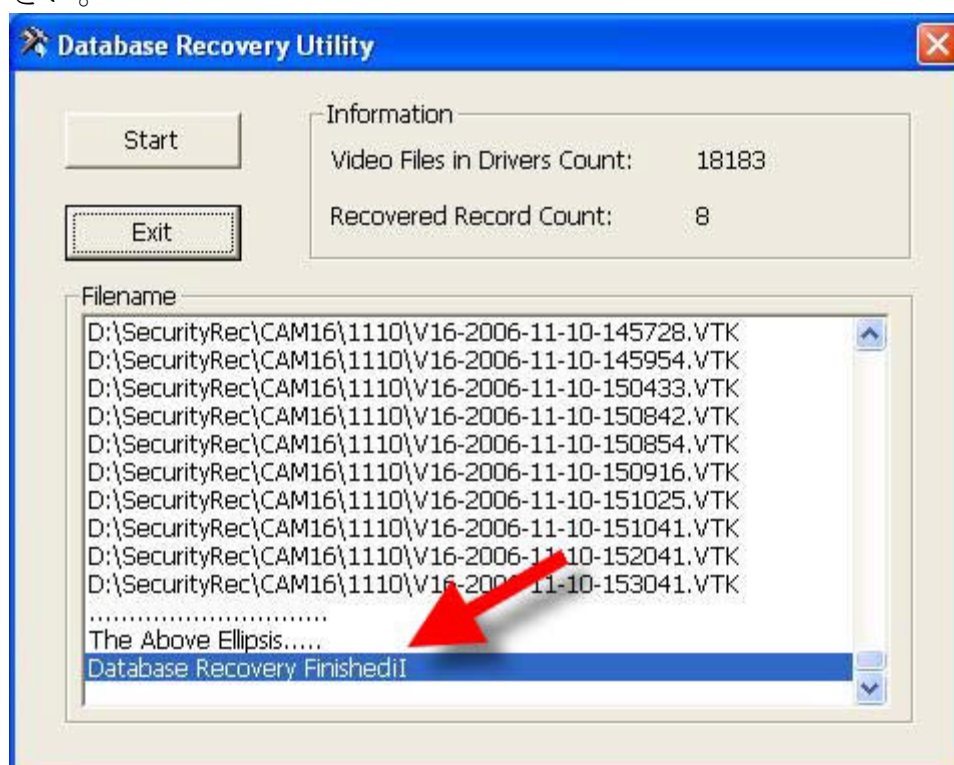 さい。
Database Recovery Utility
Start
Exit
Information
Video Files in Drivers Count: 18183
Recovered Record Count: 8
Filename
D:\SecurityRec\CAM16\1110\V16-2006-11-10-145728.VTK
D:\SecurityRec\CAM16\1110\V16-2006-11-10-145954.VTK
D:\SecurityRec\CAM16\1110\V16-2006-11-10-150433.VTK
D:\SecurityRec\CAM16\1110\V16-2006-11-10-150842.VTK
D:\SecurityRec\CAM16\1110\V16-2006-11-10-150854.VTK
D:\SecurityRec\CAM16\1110\V16-2006-11-10-150916.VTK
D:\SecurityRec\CAM16\1110\V16-2006-11-10-151025.VTK
D:\SecurityRec\CAM16\1110\V16-2006-11-10-151041.VTK
D:\SecurityRec\CAM16\1110\V16-2006-11-10-152041.VTK
D:\SecurityRec\CAM16\1110\V16-2006-11-10-153041.VTK
.............................
The Above Ellipsis.....
Database Recovery Finished¡I